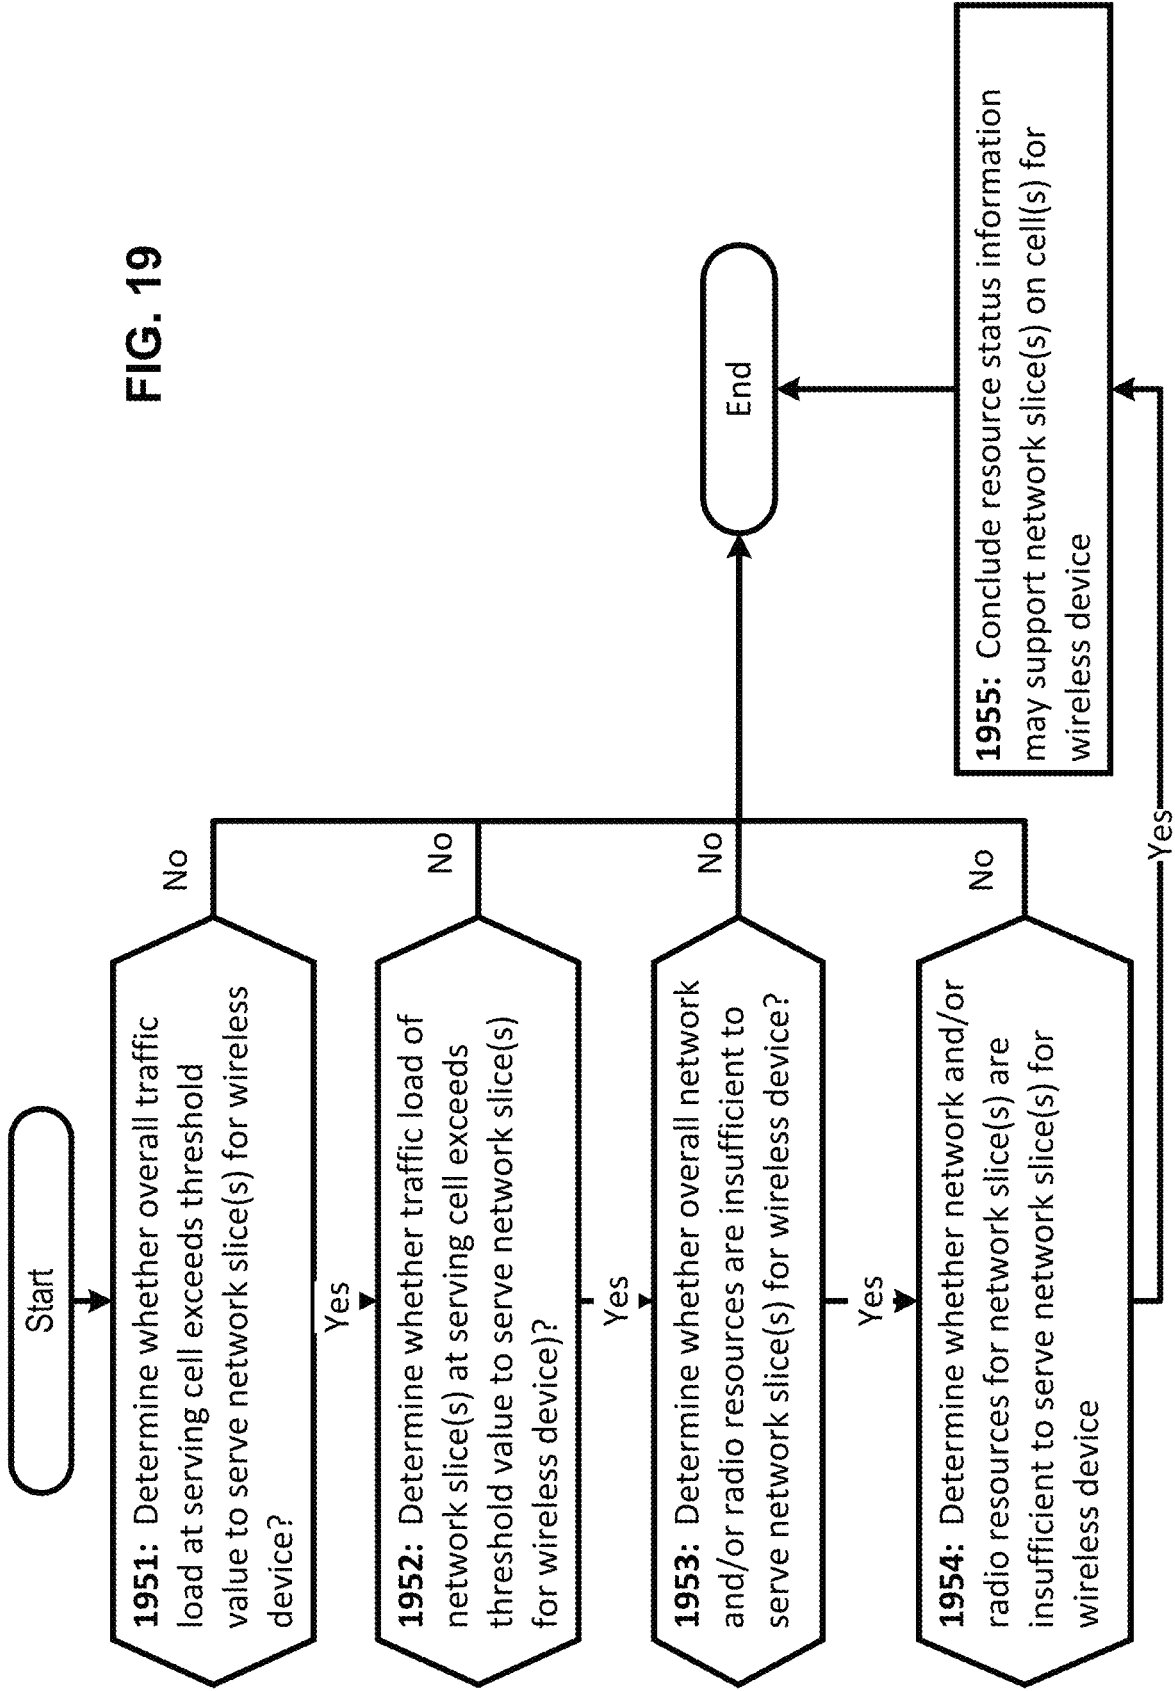 FIG. 19
Start
1951: Determine whether overall traffic
load at serving cell exceeds threshold
value to serve network slice(s) for wireless
device?
No
Yes
1952: Determine whether traffic load of
network slice(s) at serving cell exceeds
threshold value to serve network slice(s)
for wireless device)?
No
Yes
1953: Determine whether overall network
and/or radio resources are insufficient to
serve network slice(s) for wireless device?
No
Yes
1954: Determine whether network and/or
radio resources for network slice(s) are
insufficient to serve network slice(s) for
wireless device
No
Yes
End
1955: Conclude resource status information
may support network slice(s) on cell(s) for
wireless device